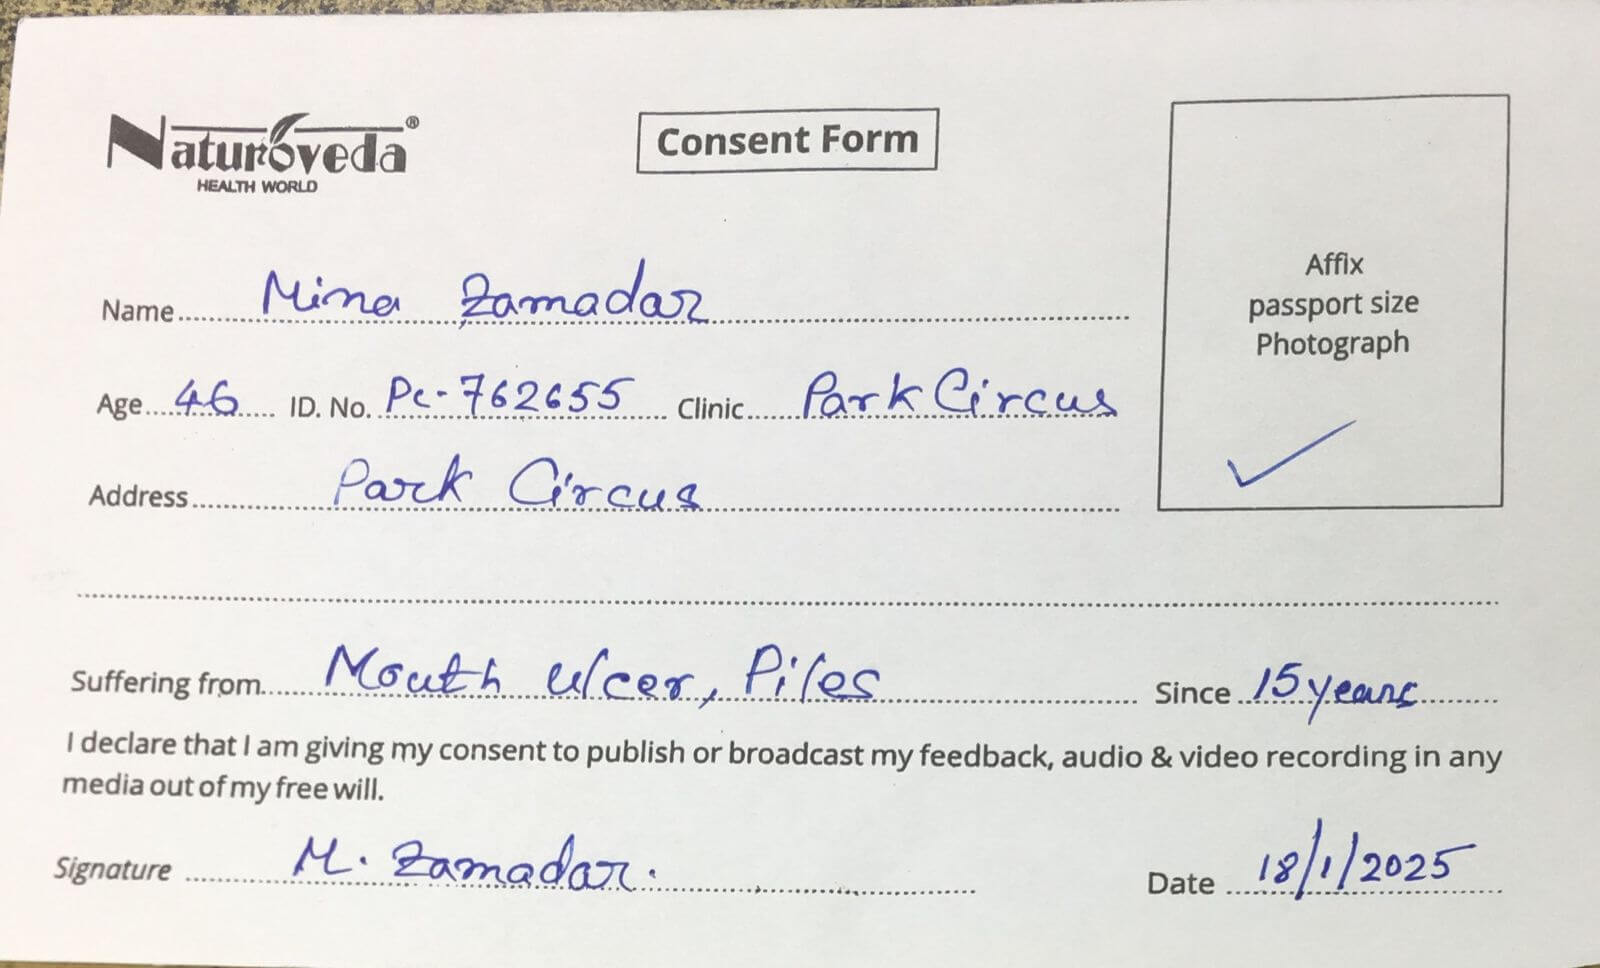 Naturoveda®
HEALTH WORLD
Consent Form
Affix
passport size
Photograph
Name Mina Zamadar
Age 46 ID. No. Pc-762655 Clinic Park Circus
Address Park Circus
Suffering from Mouth ulcer, Piles Since 15 years
I declare that I am giving my consent to publish or broadcast my feedback, audio & video recording in any
media out of my free will.
Signature M. Zamadar. Date 18/1/2025